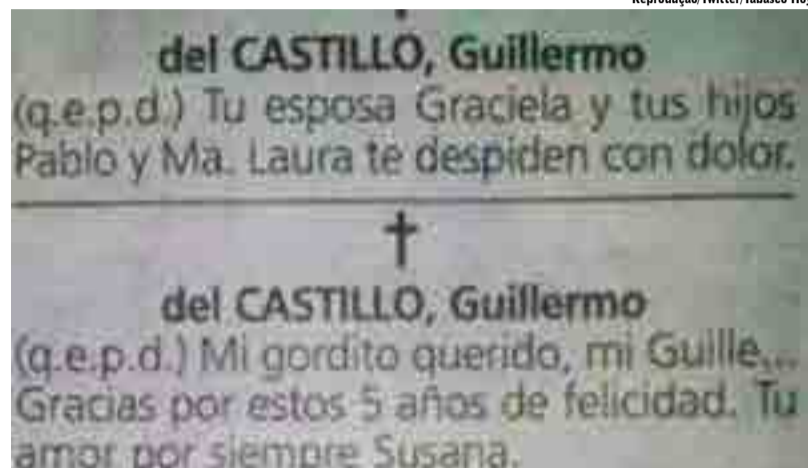 Reprodução/Twitter/Tabasco Hoy
del CASTILLO, Guillermo
(q.e.p.d.) Tu esposa Graciela y tus hijos
Pablo y Ma. Laura te despiden con dolor.
†
del CASTILLO, Guillermo
(q.e.p.d.) Mi gordito querido, mi Guille...
Gracias por estos 5 años de felicidad. Tu
amor por siempre Susana.